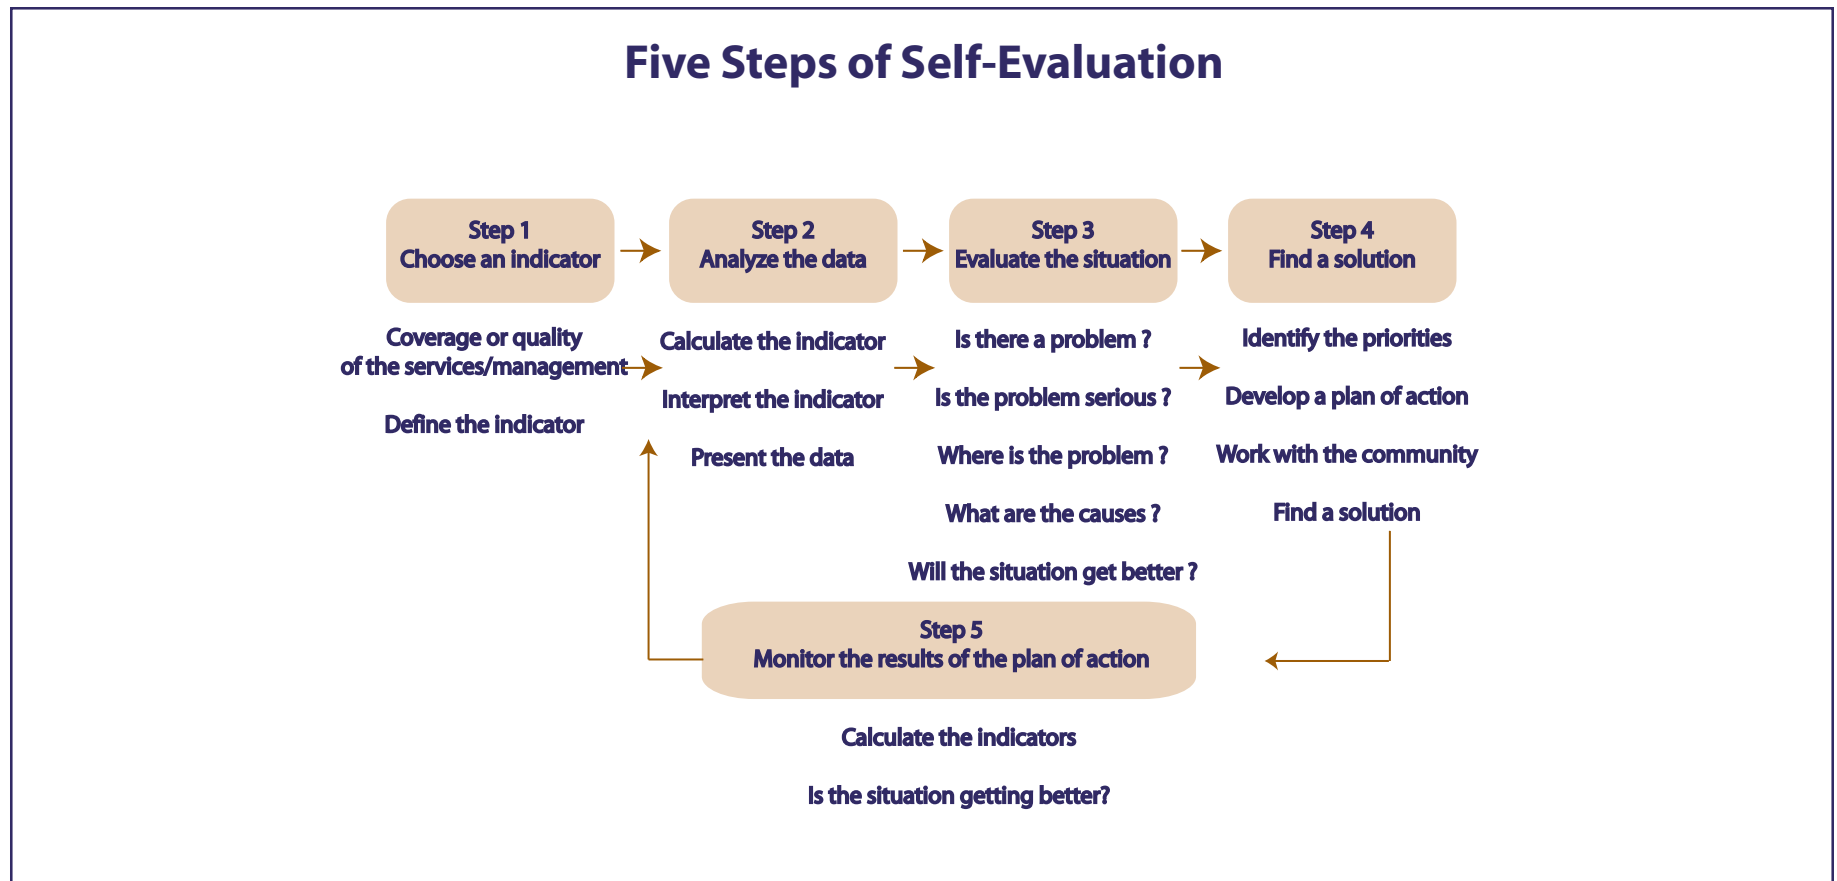 Five Steps of Self-Evaluation
Step 1
Choose an indicator
Step 2
Analyze the data
Step 3
Evaluate the situation
Step 4
Find a solution
Coverage or quality
of the services/management
Define the indicator
Calculate the indicator
Interpret the indicator
Present the data
Is there a problem ?
Is the problem serious ?
Where is the problem ?
What are the causes ?
Will the situation get better ?
Identify the priorities
Develop a plan of action
Work with the community
Find a solution
Step 5
Monitor the results of the plan of action
Calculate the indicators
Is the situation getting better?